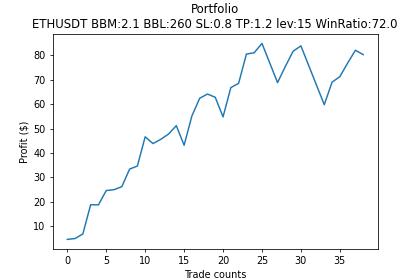 Portfolio
ETHUSDT BBM:2.1 BBL:260 SL:0.8 TP:1.2 lev:15 WinRatio:72.0
80
70
60
50
40
30
20
10
Profit ($)
0 5 10 15 20 25 30 35
Trade counts